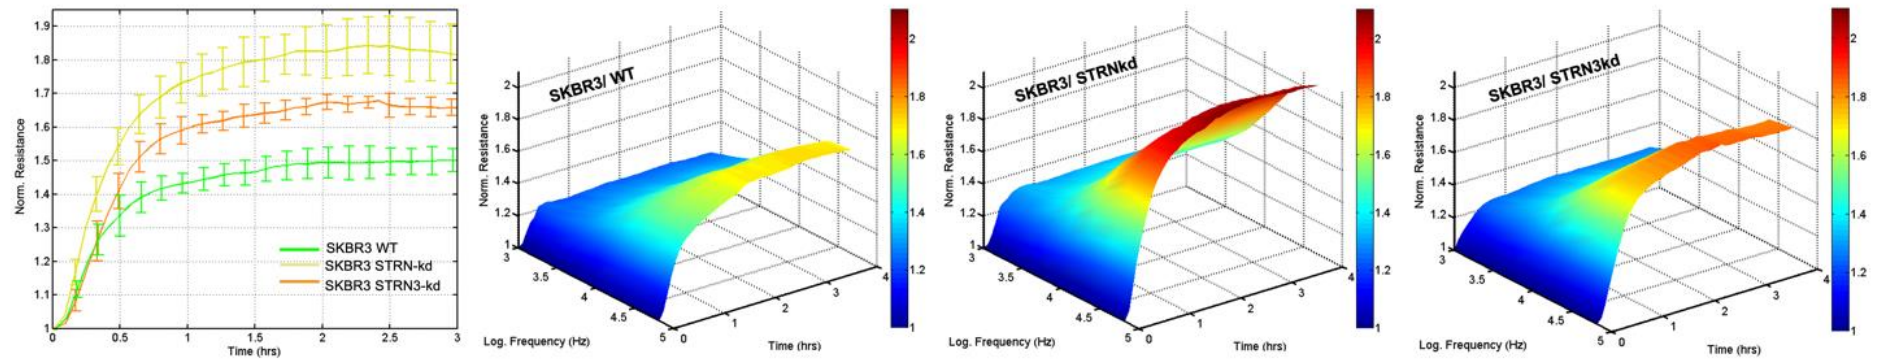 1.9
1.8
1.7
1.6
1.5
1.4
1.3
1.2
1.1
1
Norm. Resistance
0 0.5 1 1.5 2 2.5 3
Time (hrs)
SKBR3 WT
SKBR3 STRN-kd
SKBR3 STRN3-kd
SKBR3/ WT
Norm. Resistance
2
1.8
1.6
1.4
1.2
1
3 3.5 4 4.5 5
Log. Frequency (Hz)
0 1 2 3 4
Time (hrs)
2
1.8
1.6
1.4
1.2
1
SKBR3/ STRNkd
Norm. Resistance
2
1.8
1.6
1.4
1.2
1
3 3.5 4 4.5 5
Log. Frequency (Hz)
0 1 2 3 4
Time (hrs)
2
1.8
1.6
1.4
1.2
1
SKBR3/ STRN3kd
Norm. Resistance
2
1.8
1.6
1.4
1.2
1
3 3.5 4 4.5 5
Log. Frequency (Hz)
0 1 2 3 4
Time (hrs)
2
1.8
1.6
1.4
1.2
1